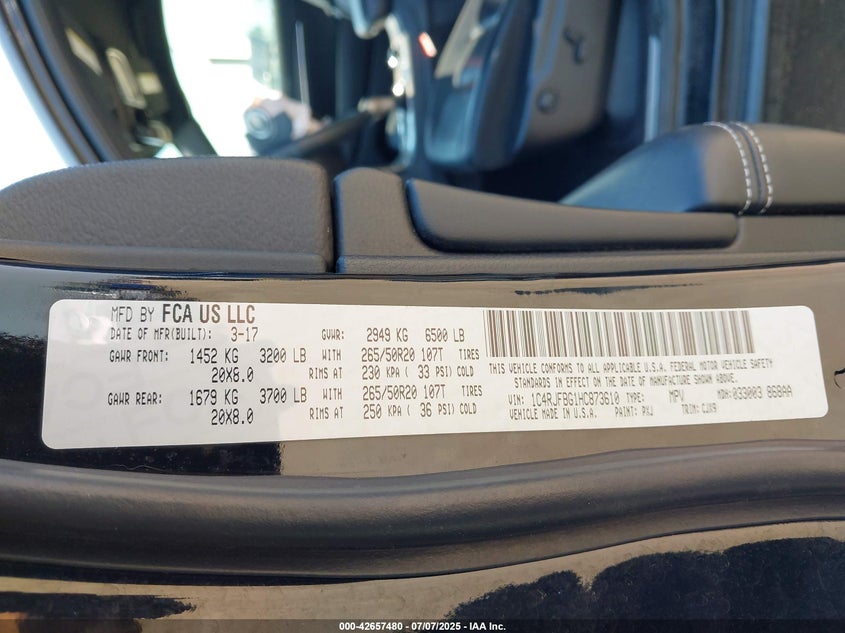 MFD BY FCA US LLC
DATE OF MFR(BUILT): 3-17 GVWR: 2949 KG 6500 LB
GAWR FRONT: 1452 KG 3200 LB WITH 265/50R20 107T TIRES
20X8.0 RIMS AT 230 KPA ( 33 PSI) COLD
GAWR REAR: 1679 KG 3700 LB WITH 265/50R20 107T TIRES
20X8.0 RIMS AT 250 KPA ( 36 PSI) COLD
THIS VEHICLE CONFORMS TO ALL APPLICABLE U.S.A. FEDERAL MOTOR VEHICLE SAFETY
STANDARDS IN EFFECT ON THE DATE OF MANUFACTURE SHOWN ABOVE.
VIN: 1C4RJFBG1HC873610 TYPE: MPV MDH: 033003 868AA
VEHICLE MADE IN U.S.A. PAINT: PXJ TRIM: CJX9
000-42657480 - 07/07/2025 - IAA Inc.